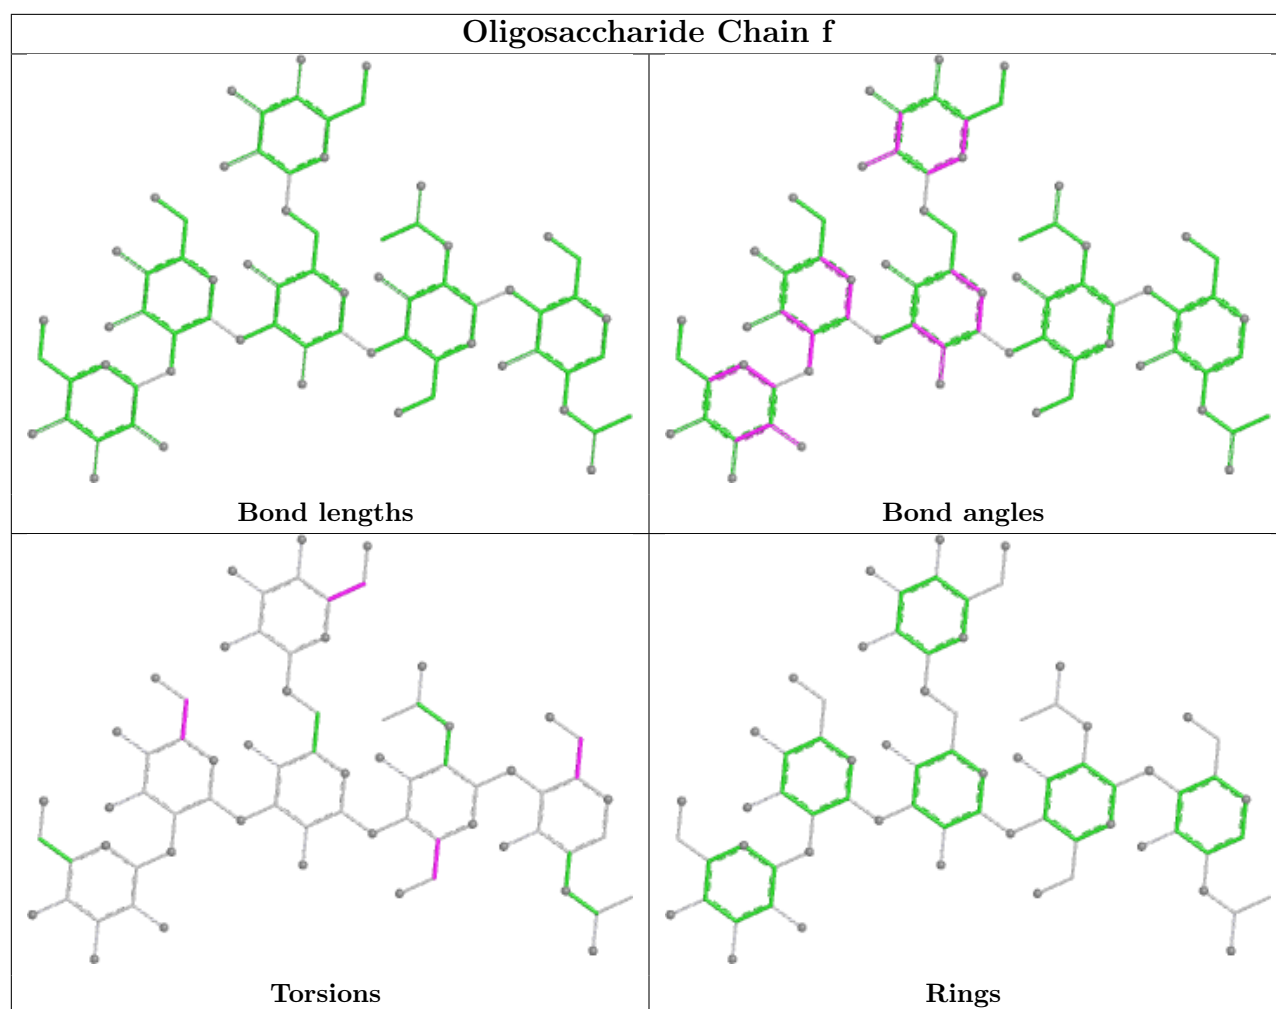 Oligosaccharide Chain f
Bond lengths
Bond angles
Torsions
Rings